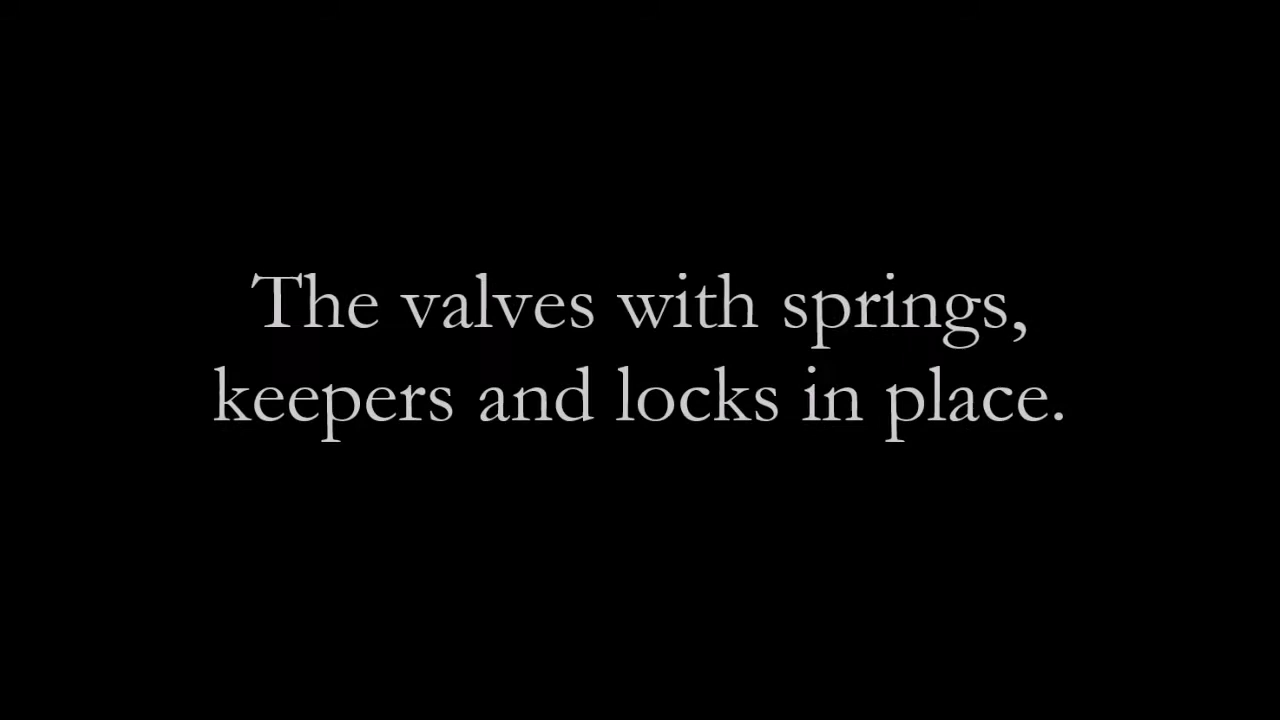 The valves with springs,
keepers and locks in place.